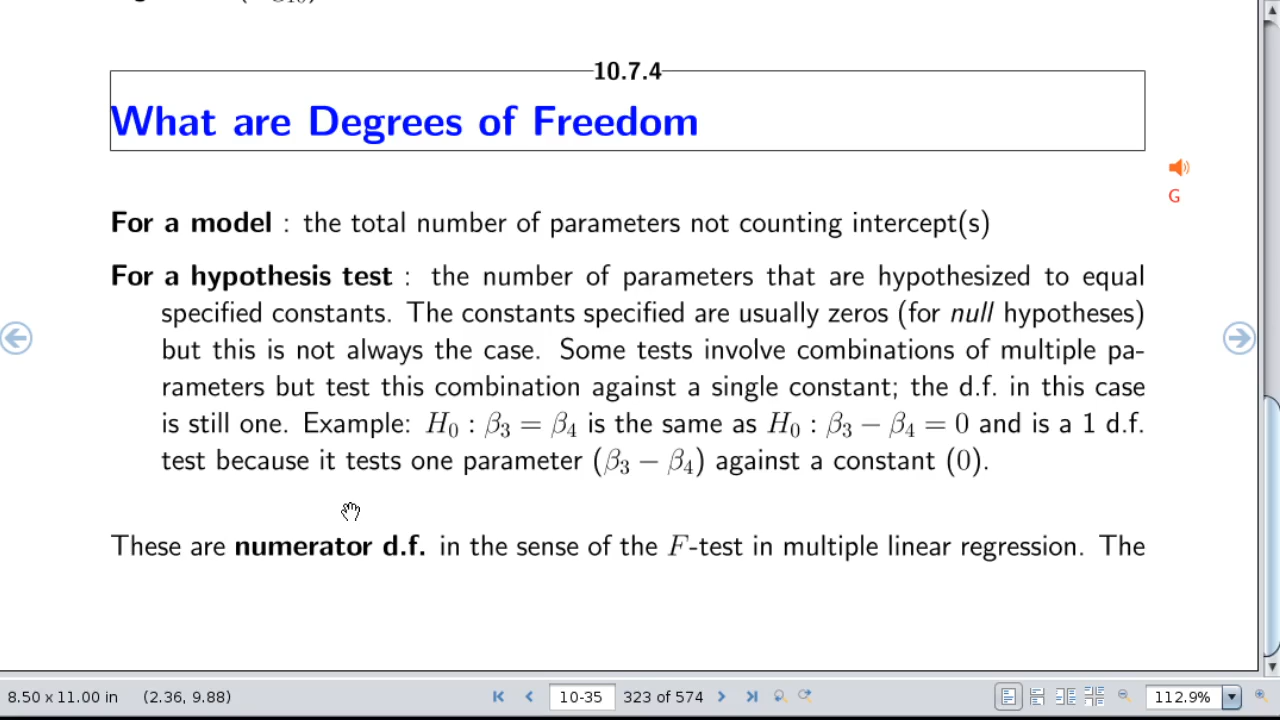 10.7.4
What are Degrees of Freedom
G
For a model : the total number of parameters not counting intercept(s)
For a hypothesis test : the number of parameters that are hypothesized to equal
specified constants. The constants specified are usually zeros (for null hypotheses)
but this is not always the case. Some tests involve combinations of multiple pa-
rameters but test this combination against a single constant; the d.f. in this case
is still one. Example: H₀ : β₃ = β₄ is the same as H₀ : β₃ − β₄ = 0 and is a 1 d.f.
test because it tests one parameter (β₃ − β₄) against a constant (0).
These are numerator d.f. in the sense of the F-test in multiple linear regression. The
8.50 x 11.00 in (2.36, 9.88) 10-35 323 of 574 112.9%